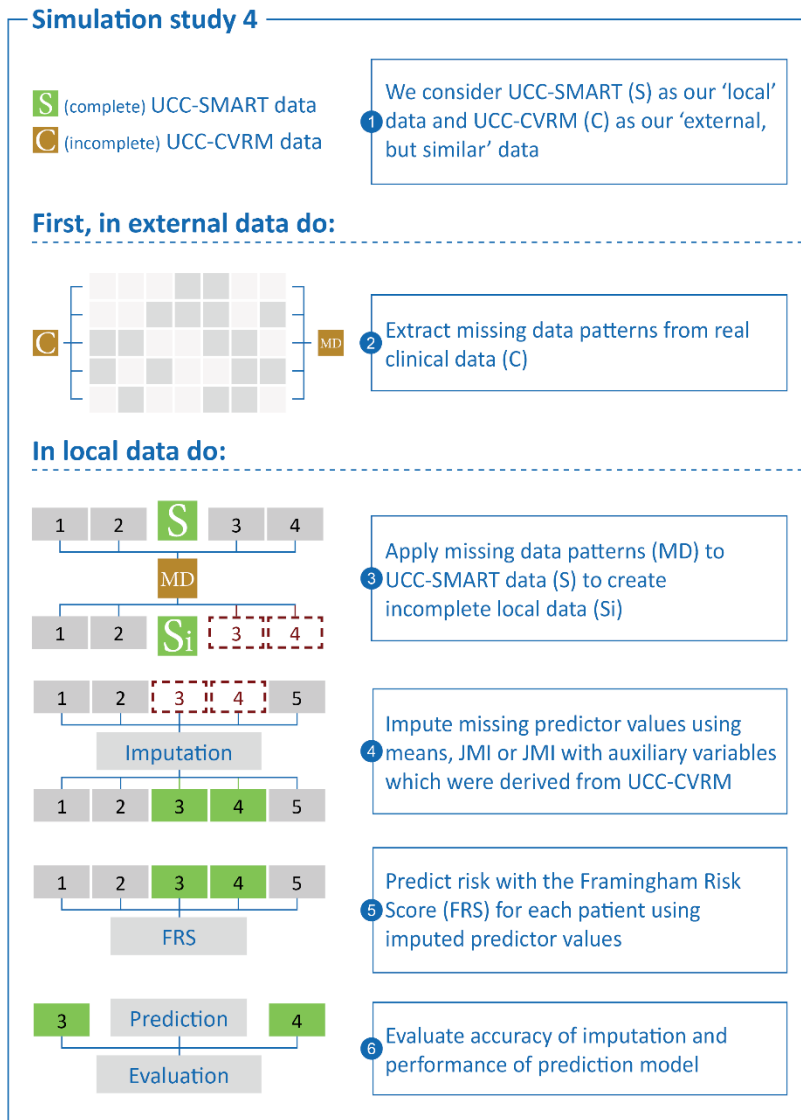 Simulation study 4
S (complete) UCC-SMART data
C (incomplete) UCC-CVRM data
1 We consider UCC-SMART (S) as our ‘local’
data and UCC-CVRM (C) as our ‘external,
but similar’ data
First, in external data do:
C
MD
2 Extract missing data patterns from real
clinical data (C)
In local data do:
1 2 S 3 4
MD
1 2 Si 3 4
3 Apply missing data patterns (MD) to
UCC-SMART data (S) to create
incomplete local data (Si)
1 2 3 4 5
Imputation
1 2 3 4 5
4 Impute missing predictor values using
means, JMI or JMI with auxiliary variables
which were derived from UCC-CVRM
1 2 3 4 5
FRS
5 Predict risk with the Framingham Risk
Score (FRS) for each patient using
imputed predictor values
3 Prediction 4
Evaluation
6 Evaluate accuracy of imputation and
performance of prediction model